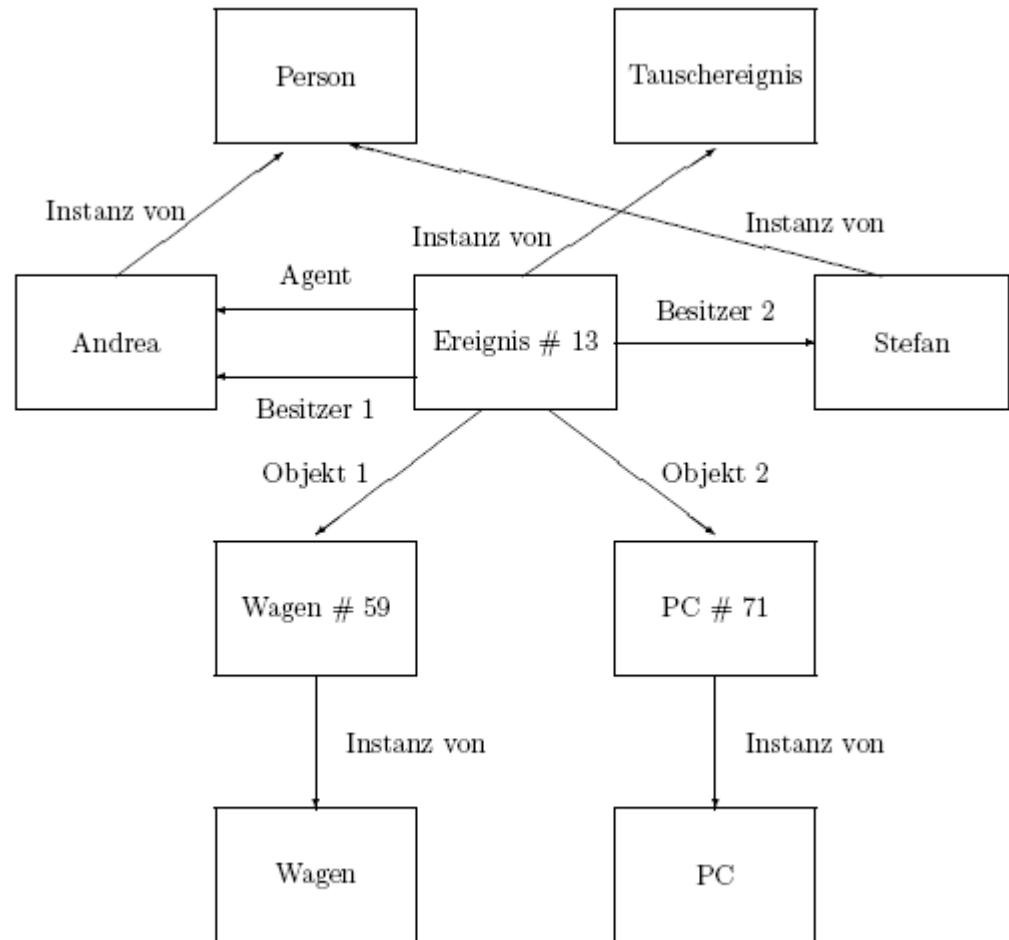 Person
Tauschereignis
Instanz von
Instanz von
Instanz von
Agent
Besitzer 2
Andrea
Ereignis # 13
Stefan
Besitzer 1
Objekt 1
Objekt 2
Wagen # 59
PC # 71
Instanz von
Instanz von
Wagen
PC